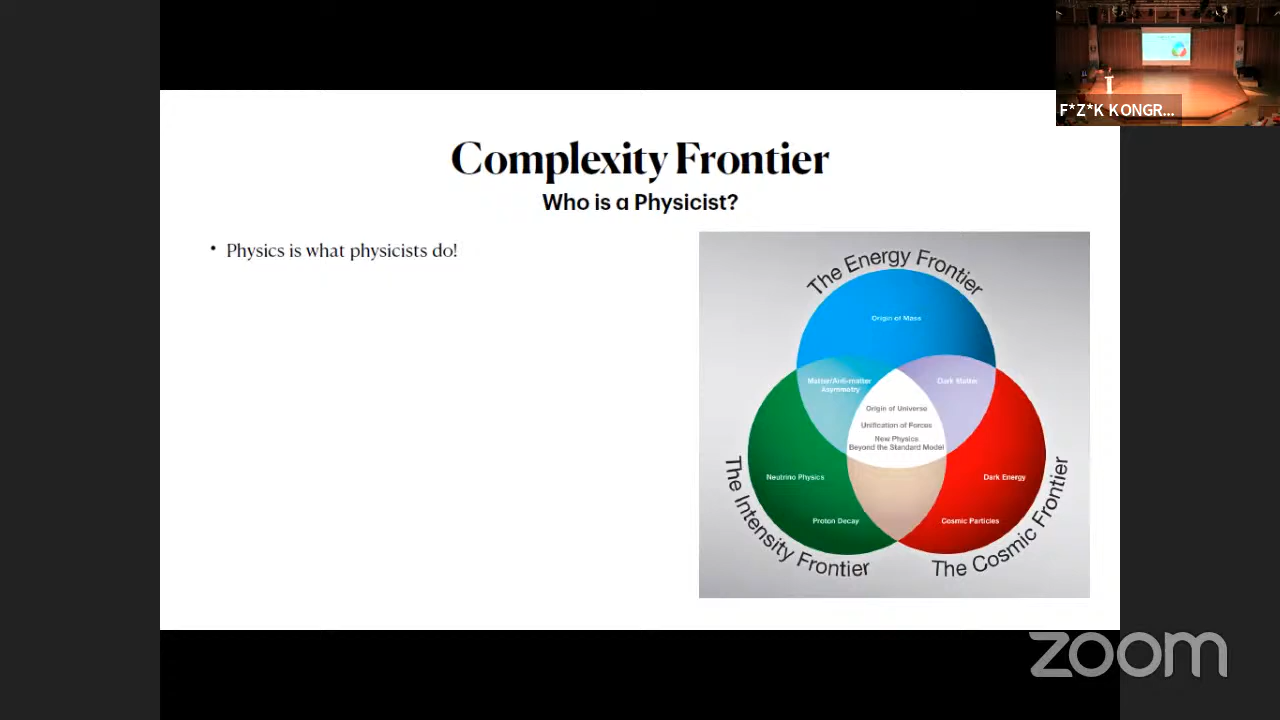 F*Z*K KONGR...
Complexity Frontier
Who is a Physicist?
• Physics is what physicists do!
The Energy Frontier
Origin of Mass
Matter/Anti-matter
Asymmetry
Dark Matter
Origin of Universe
Unification of Forces
New Physics
Beyond the Standard Model
Neutrino Physics
Dark Energy
Proton Decay
Cosmic Particles
The Intensity Frontier
The Cosmic Frontier
zoom